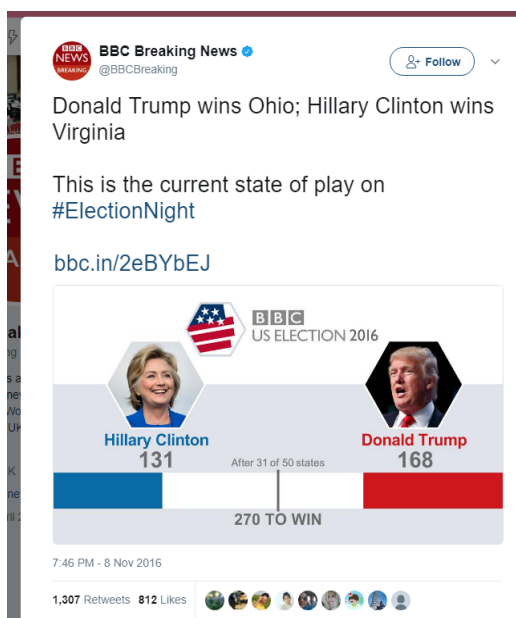 BBC
NEWS
BREAKING
BBC Breaking News
@BBCBreaking
Follow
Donald Trump wins Ohio; Hillary Clinton wins
Virginia
This is the current state of play on
#ElectionNight
bbc.in/2eBYbEJ
BBC
US ELECTION 2016
Hillary Clinton
131
After 31 of 50 states
Donald Trump
168
270 TO WIN
7:46 PM - 8 Nov 2016
1,307 Retweets 812 Likes